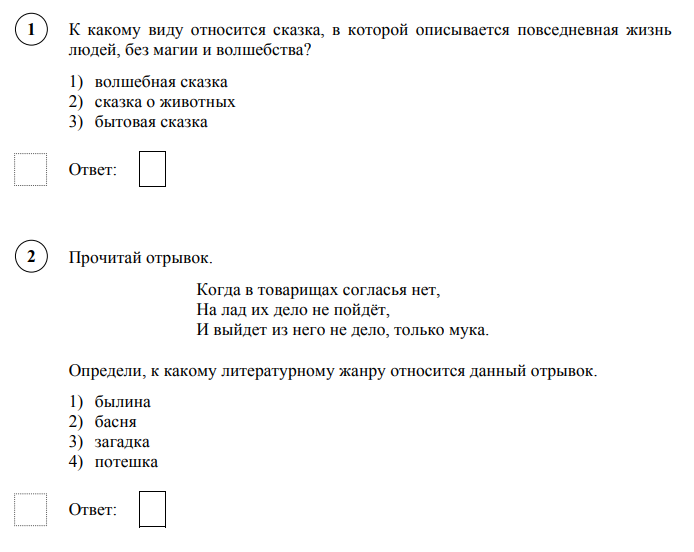 1 К какому виду относится сказка, в которой описывается повседневная жизнь
людей, без магии и волшебства?
1) волшебная сказка
2) сказка о животных
3) бытовая сказка
Ответ:
2 Прочитай отрывок.
Когда в товарищах согласья нет,
На лад их дело не пойдёт,
И выйдет из него не дело, только мука.
Определи, к какому литературному жанру относится данный отрывок.
1) былина
2) басня
3) загадка
4) потешка
Ответ: